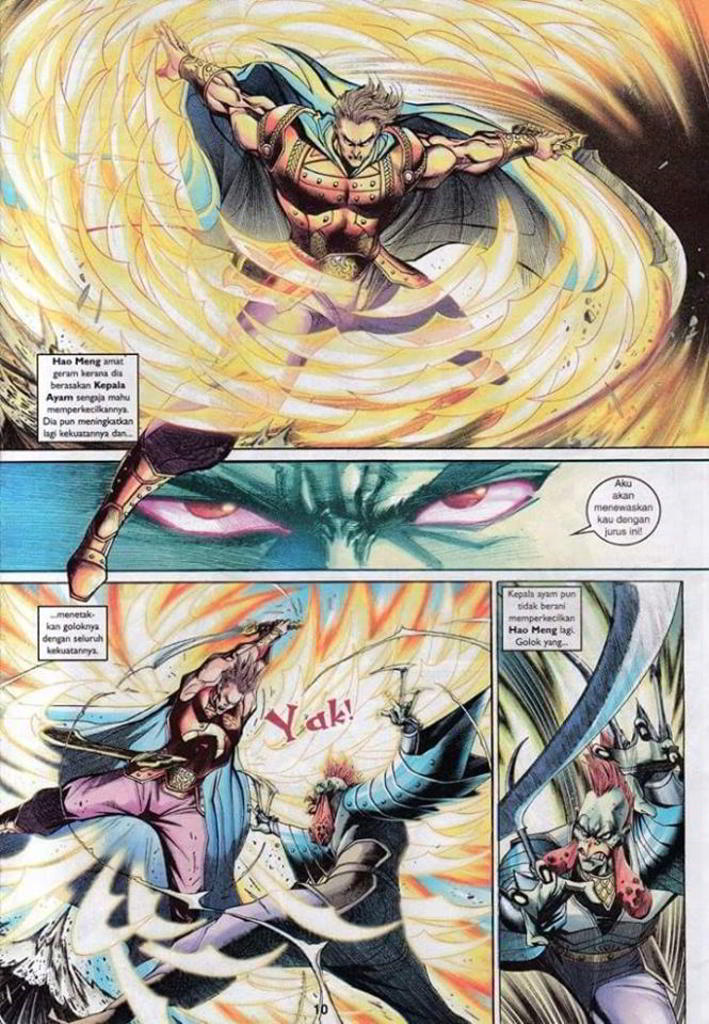 Hao Meng amat
geram kerana dia
berasakan Kepala
Ayam sengaja mahu
memperkecilkannya.
Dia pun meningkatkan
lagi kekuatannya dan...
Aku
akan
menewaskan
kau dengan
jurus ini!
...menetak-
kan goloknya
dengan seluruh
kekuatannya.
Yak!
Kepala ayam pun
tidak berani
memperkecilkan
Hao Meng lagi.
Golok yang...
10